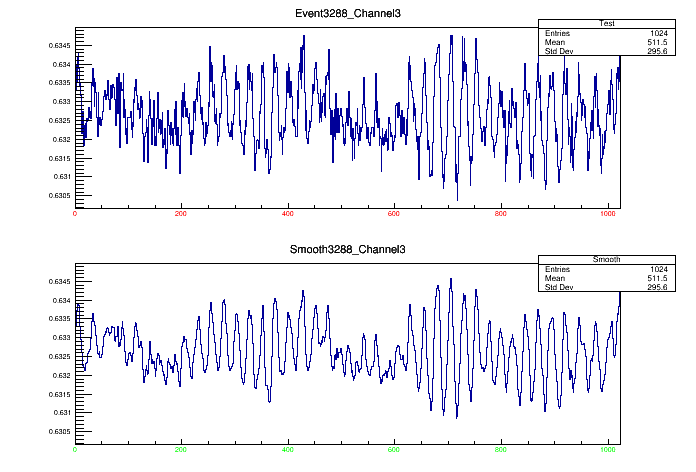 Event3288_Channel3
Test
Entries 1024
Mean 511.5
Std Dev 295.6
0.6345
0.634
0.6335
0.633
0.6325
0.632
0.6315
0.631
0.6305
0 200 400 600 800 1000
Smooth3288_Channel3
Smooth
Entries 1024
Mean 511.5
Std Dev 295.6
0.6345
0.634
0.6335
0.633
0.6325
0.632
0.6315
0.631
0.6305
0 200 400 600 800 1000